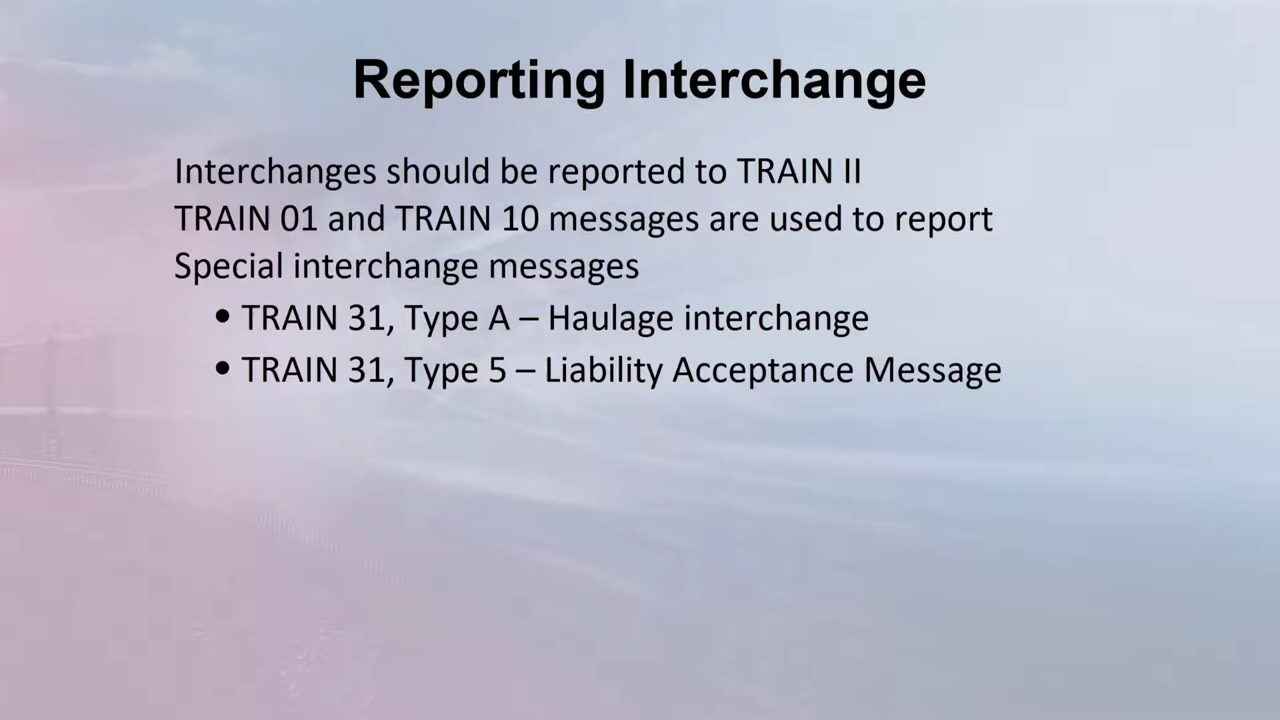 Reporting Interchange
Interchanges should be reported to TRAIN II
TRAIN 01 and TRAIN 10 messages are used to report
Special interchange messages
• TRAIN 31, Type A – Haulage interchange
• TRAIN 31, Type 5 – Liability Acceptance Message